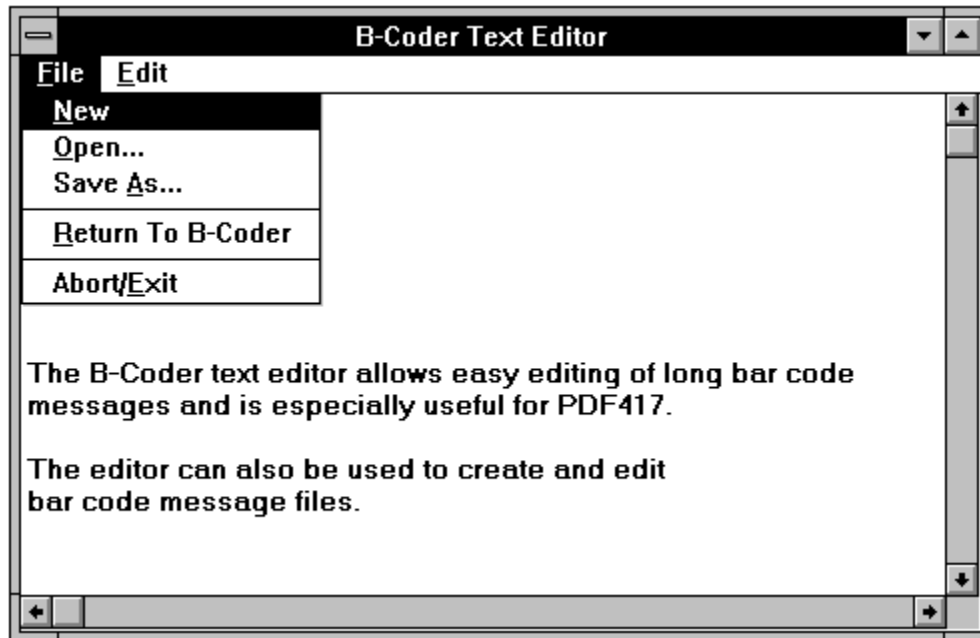 B-Coder Text Editor
File Edit
New
Open...
Save As...
Return To B-Coder
Abort/Exit
The B-Coder text editor allows easy editing of long bar code
messages and is especially useful for PDF417.
The editor can also be used to create and edit
bar code message files.